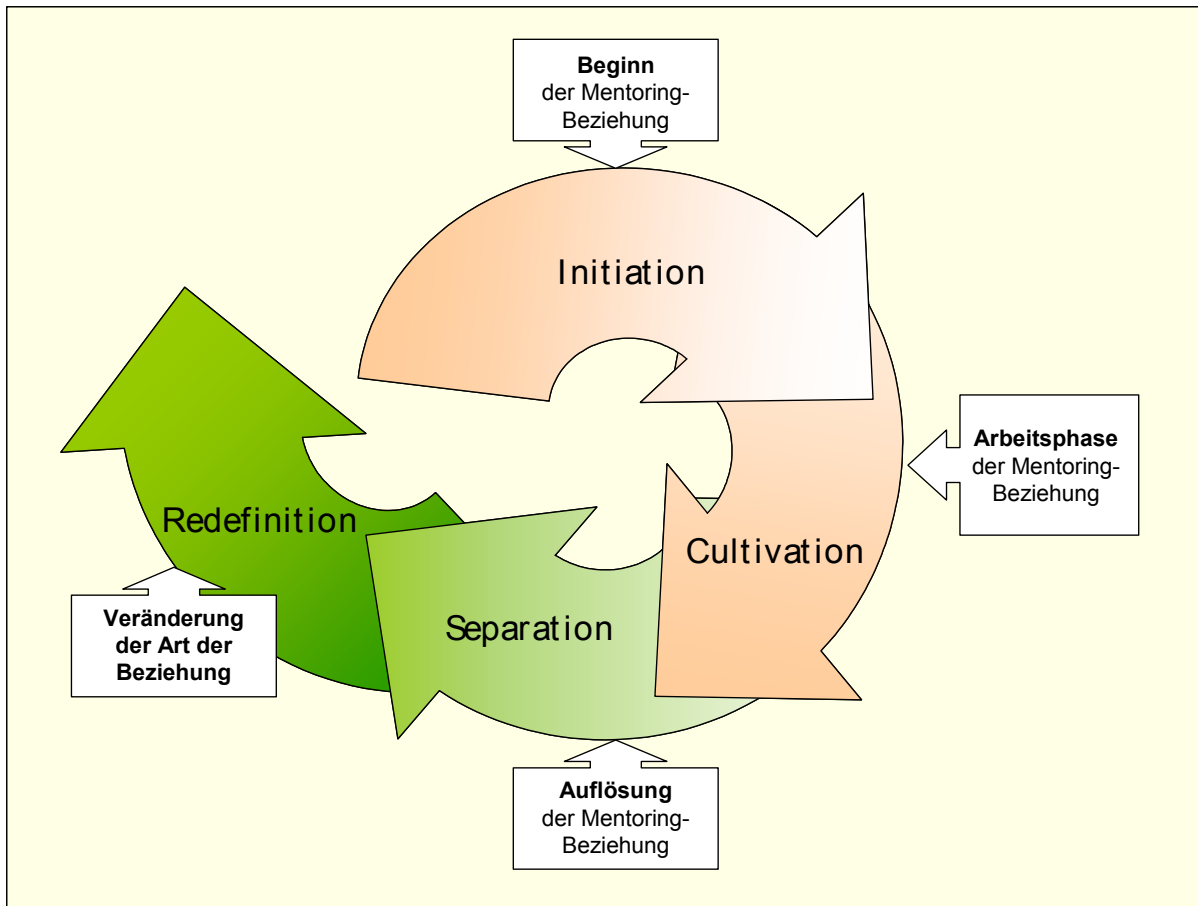 Beginn
der Mentoring-
Beziehung
Initiation
Arbeitsphase
der Mentoring-
Beziehung
Cultivation
Separation
Auflösung
der Mentoring-
Beziehung
Redefinition
Veränderung
der Art der
Beziehung